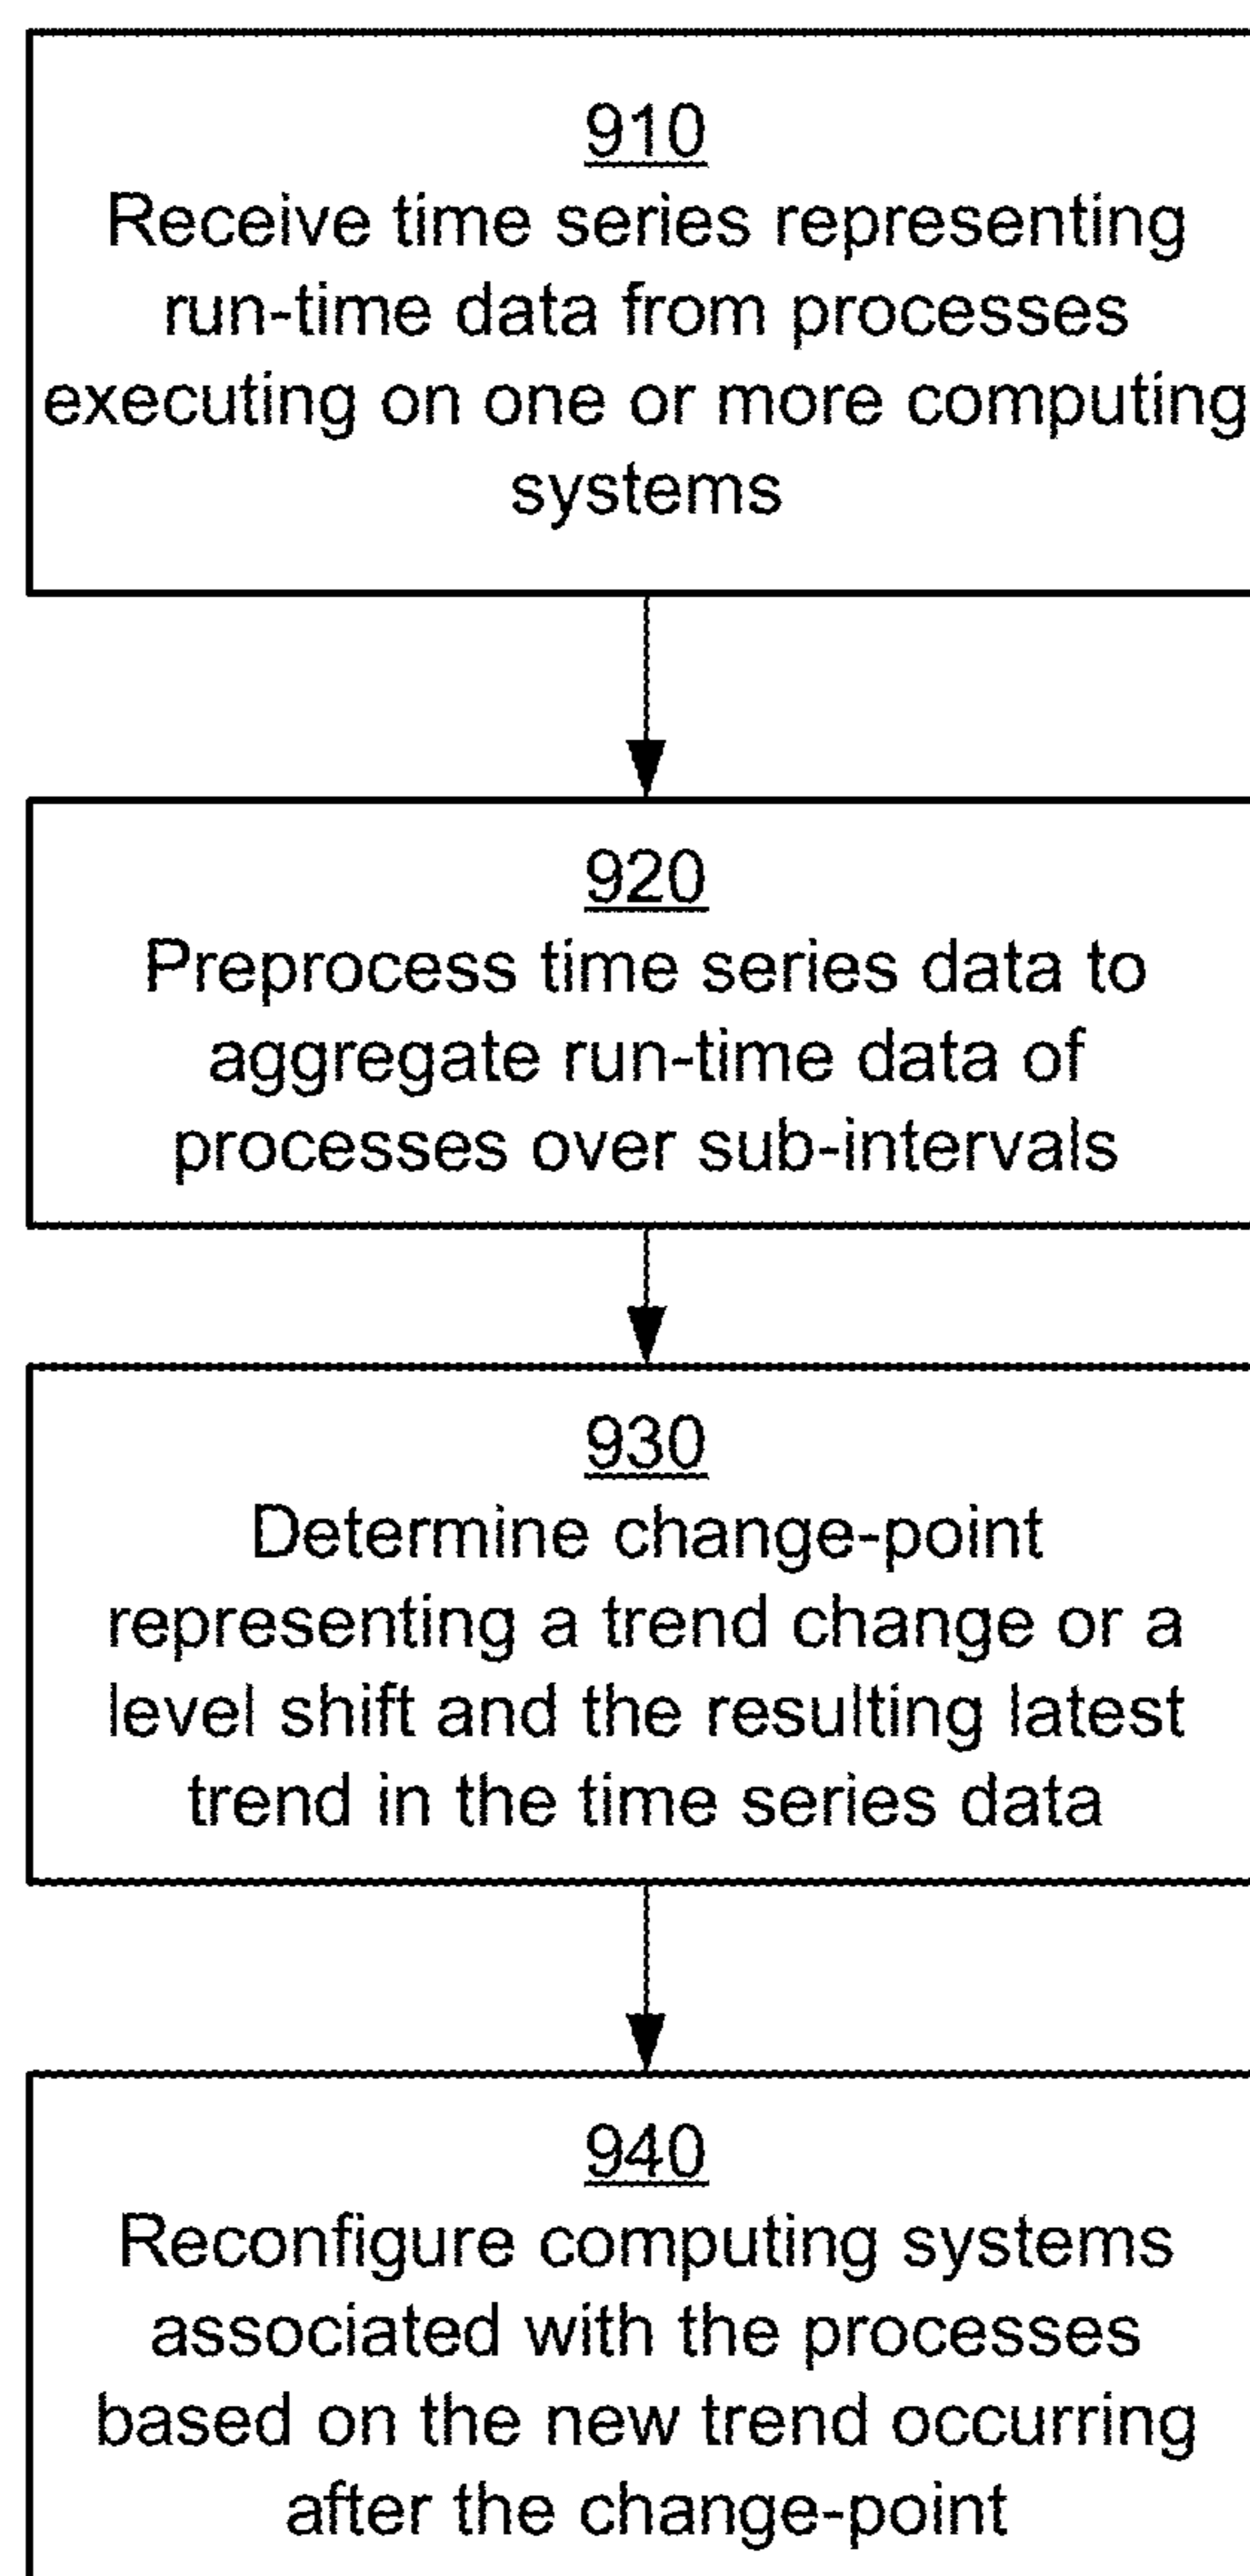 910
Receive time series representing
run-time data from processes
executing on one or more computing
systems
920
Preprocess time series data to
aggregate run-time data of
processes over sub-intervals
930
Determine change-point
representing a trend change or a
level shift and the resulting latest
trend in the time series data
940
Reconfigure computing systems
associated with the processes
based on the new trend occurring
after the change-point